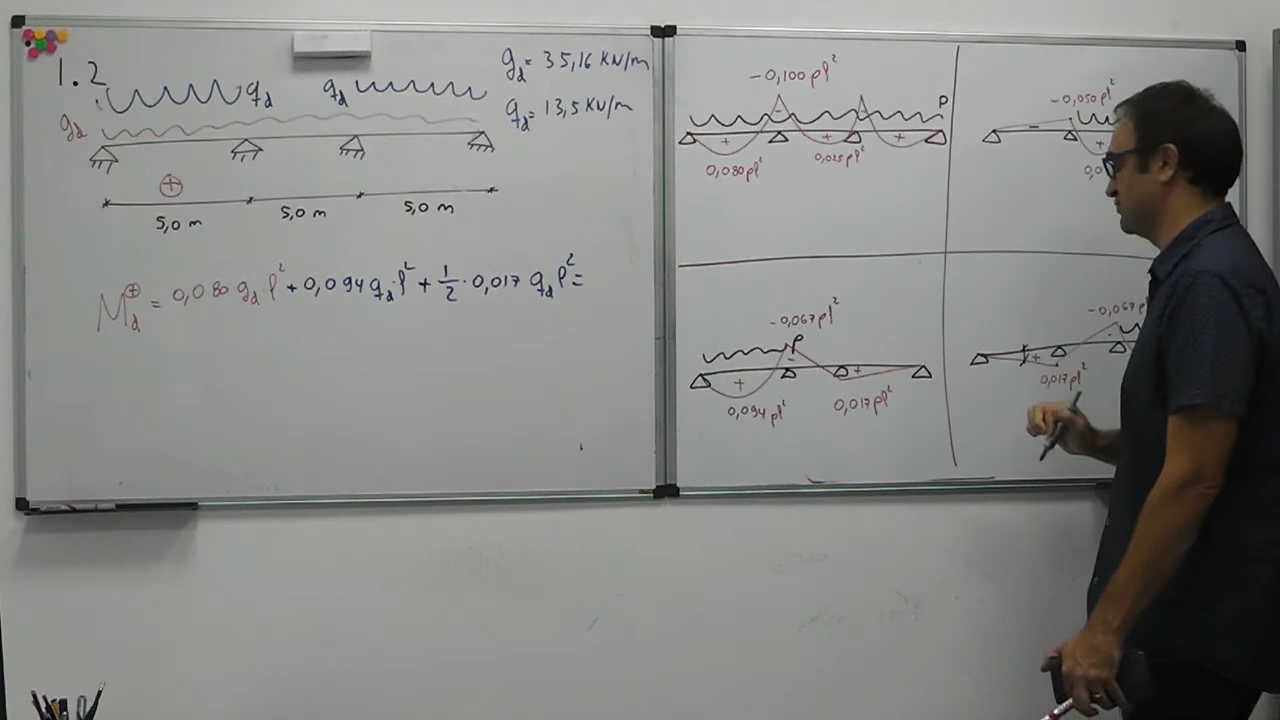 1.2
qd qd
gd
gd = 35,16 KN/m
qd = 13,5 KN/m
+
5,0 m 5,0 m 5,0 m
Md⊕ = 0,080 gd·l² + 0,094 qd·l² + 1/2 · 0,017 qd l² =
-0,100 pl²
P
+ + +
0,080 pl² 0,025 pl²
-0,050 pl²
- +
-0,067 pl²
P
+ - +
0,094 pl² 0,017 pl²
-0,067 pl
+ -
0,017 pl²